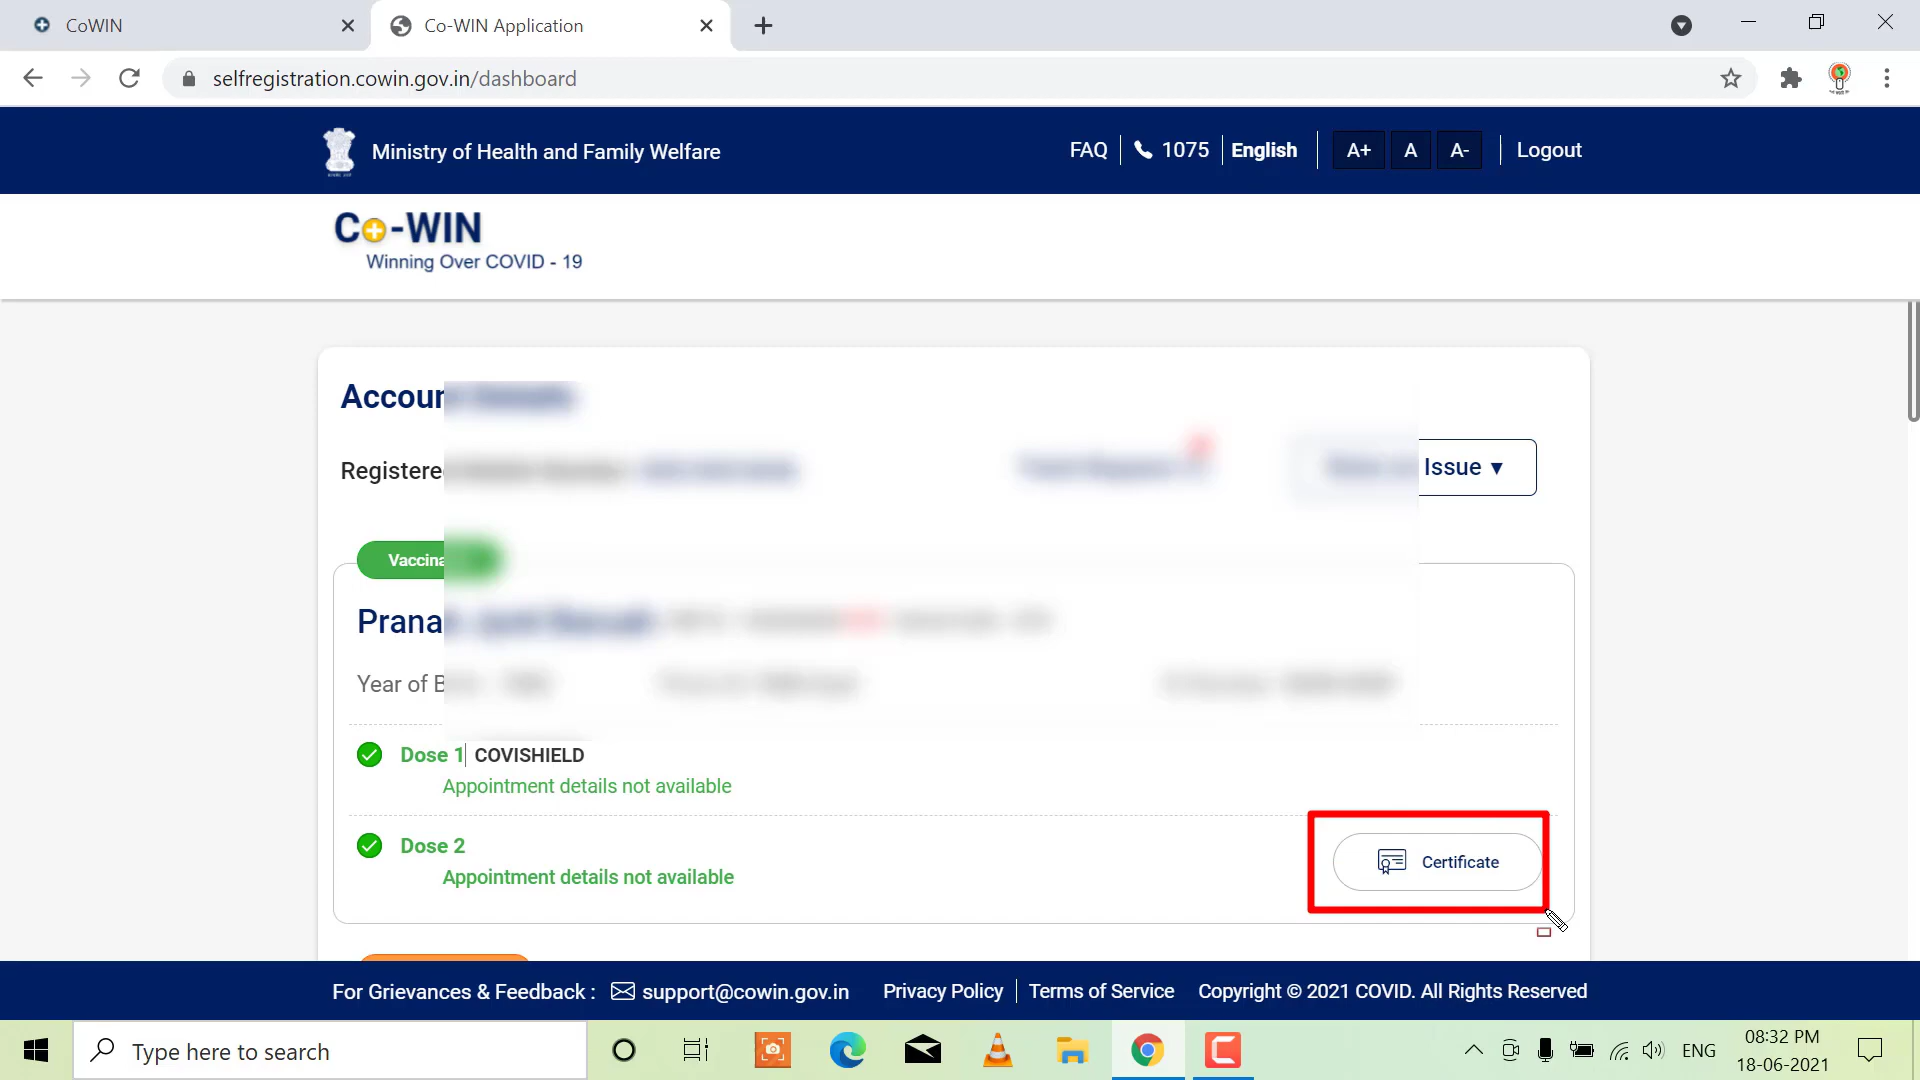 CoWIN
Co-WIN Application
selfregistration.cowin.gov.in/dashboard
Ministry of Health and Family Welfare
FAQ
1075
English
A+
A
A-
Logout
Co-WIN
Winning Over COVID - 19
Accoun
Registere
Issue ▼
Vaccina
Prana
Year of B
Dose 1 COVISHIELD
Appointment details not available
Dose 2
Appointment details not available
Certificate
For Grievances & Feedback : support@cowin.gov.in
Privacy Policy
Terms of Service
Copyright © 2021 COVID. All Rights Reserved
Type here to search
ENG
08:32 PM
18-06-2021